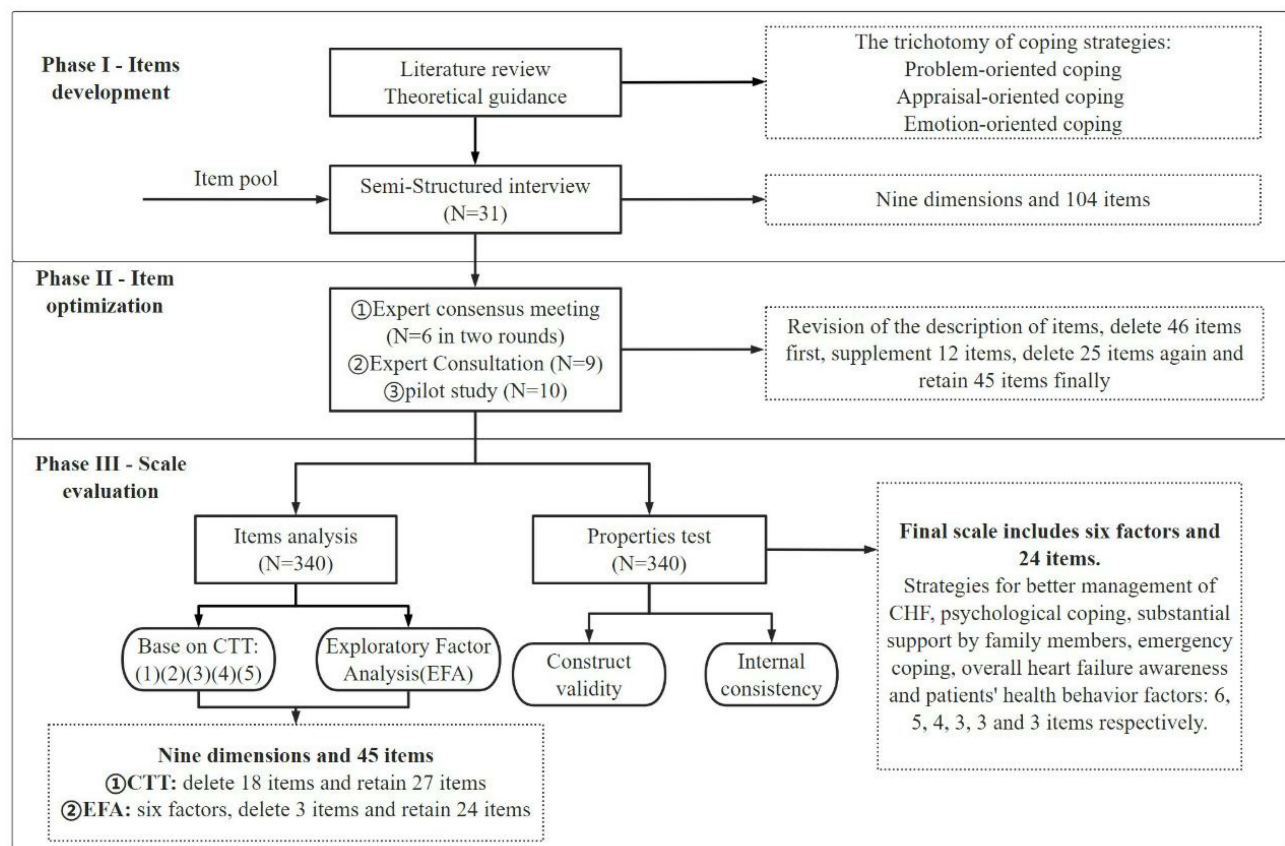 Phase I - Items
development
Literature review
Theoretical guidance
The trichotomy of coping strategies:
Problem-oriented coping
Appraisal-oriented coping
Emotion-oriented coping
Item pool
Semi-Structured interview
(N=31)
Nine dimensions and 104 items
Phase II - Item
optimization
①Expert consensus meeting
(N=6 in two rounds)
②Expert Consultation (N=9)
③pilot study (N=10)
Revision of the description of items, delete 46 items
first, supplement 12 items, delete 25 items again and
retain 45 items finally
Phase III - Scale
evaluation
Items analysis
(N=340)
Properties test
(N=340)
Base on CTT:
(1)(2)(3)(4)(5)
Exploratory Factor
Analysis(EFA)
Construct
validity
Internal
consistency
Final scale includes six factors and
24 items.
Strategies for better management of
CHF, psychological coping, substantial
support by family members, emergency
coping, overall heart failure awareness
and patients' health behavior factors: 6,
5, 4, 3, 3 and 3 items respectively.
Nine dimensions and 45 items
①CTT: delete 18 items and retain 27 items
②EFA: six factors, delete 3 items and retain 24 items